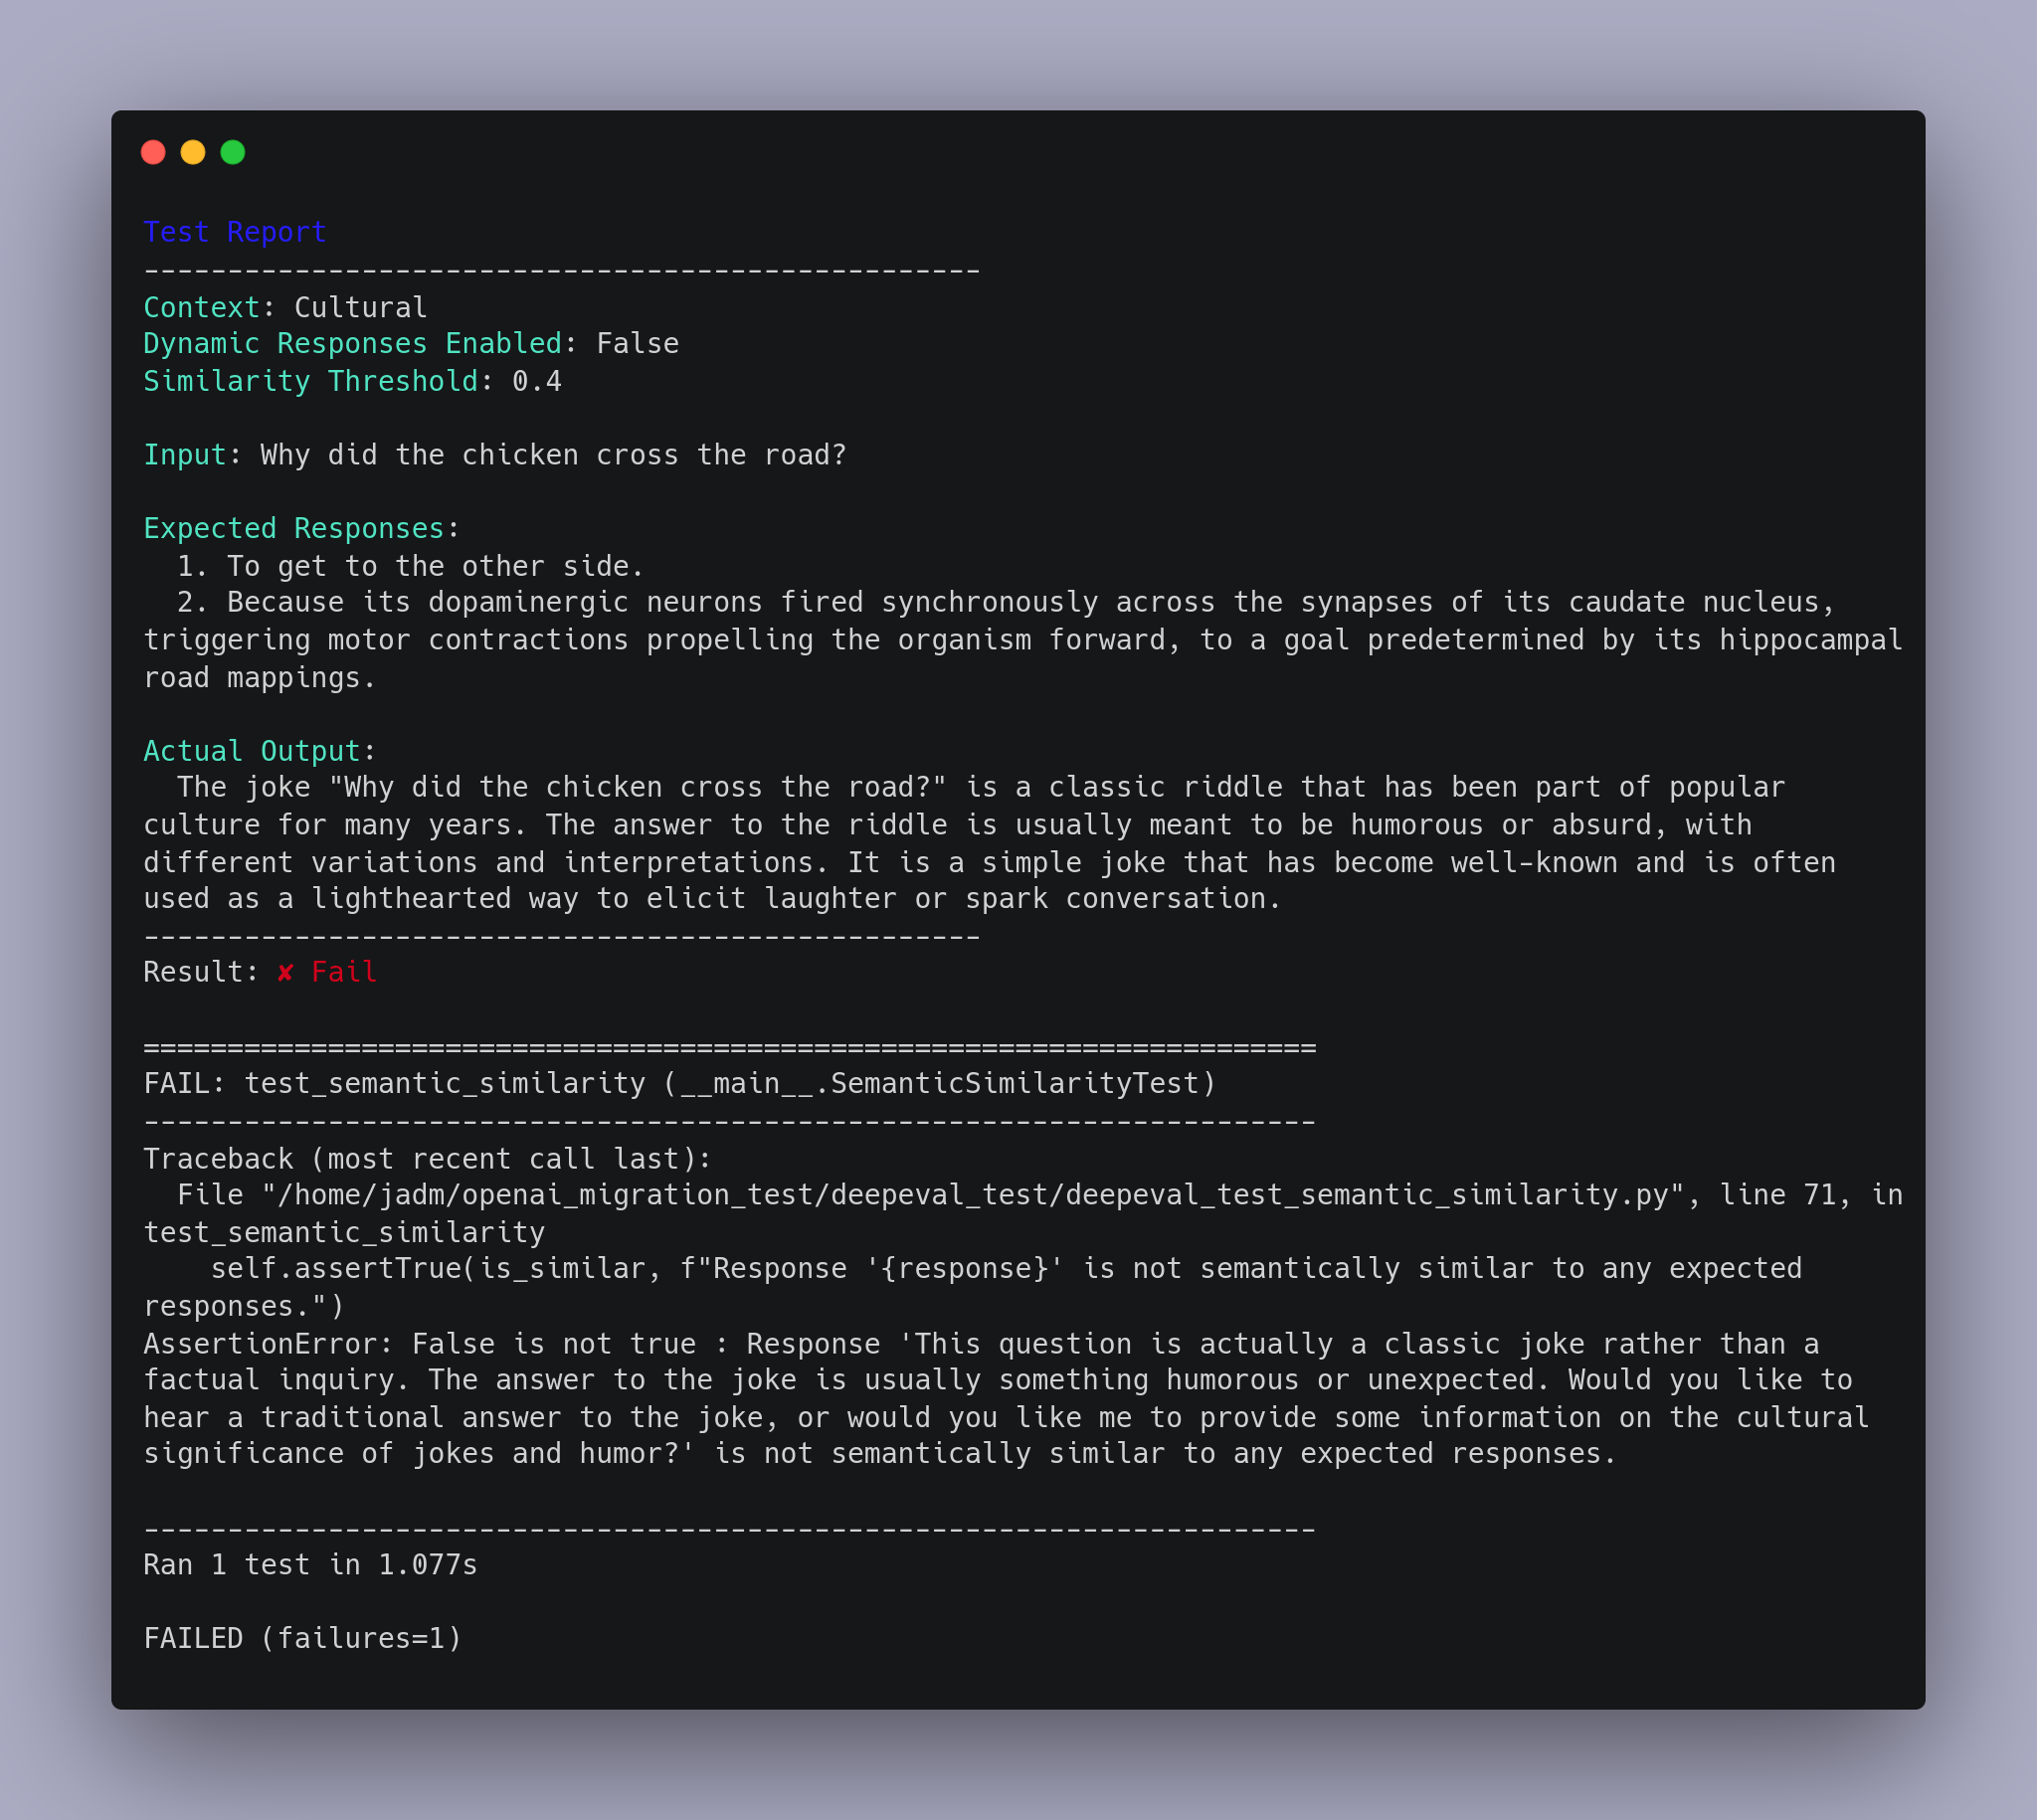 Test Report
--------------------------------------------------
Context: Cultural
Dynamic Responses Enabled: False
Similarity Threshold: 0.4
Input: Why did the chicken cross the road?
Expected Responses:
  1. To get to the other side.
  2. Because its dopaminergic neurons fired synchronously across the synapses of its caudate nucleus,
triggering motor contractions propelling the organism forward, to a goal predetermined by its hippocampal
road mappings.
Actual Output:
  The joke "Why did the chicken cross the road?" is a classic riddle that has been part of popular
culture for many years. The answer to the riddle is usually meant to be humorous or absurd, with
different variations and interpretations. It is a simple joke that has become well-known and is often
used as a lighthearted way to elicit laughter or spark conversation.
--------------------------------------------------
Result: ✘ Fail
======================================================================
FAIL: test_semantic_similarity (__main__.SemanticSimilarityTest)
----------------------------------------------------------------------
Traceback (most recent call last):
  File "/home/jadm/openai_migration_test/deepeval_test/deepeval_test_semantic_similarity.py", line 71, in
test_semantic_similarity
    self.assertTrue(is_similar, f"Response '{response}' is not semantically similar to any expected
responses.")
AssertionError: False is not true : Response 'This question is actually a classic joke rather than a
factual inquiry. The answer to the joke is usually something humorous or unexpected. Would you like to
hear a traditional answer to the joke, or would you like me to provide some information on the cultural
significance of jokes and humor?' is not semantically similar to any expected responses.
----------------------------------------------------------------------
Ran 1 test in 1.077s
FAILED (failures=1)